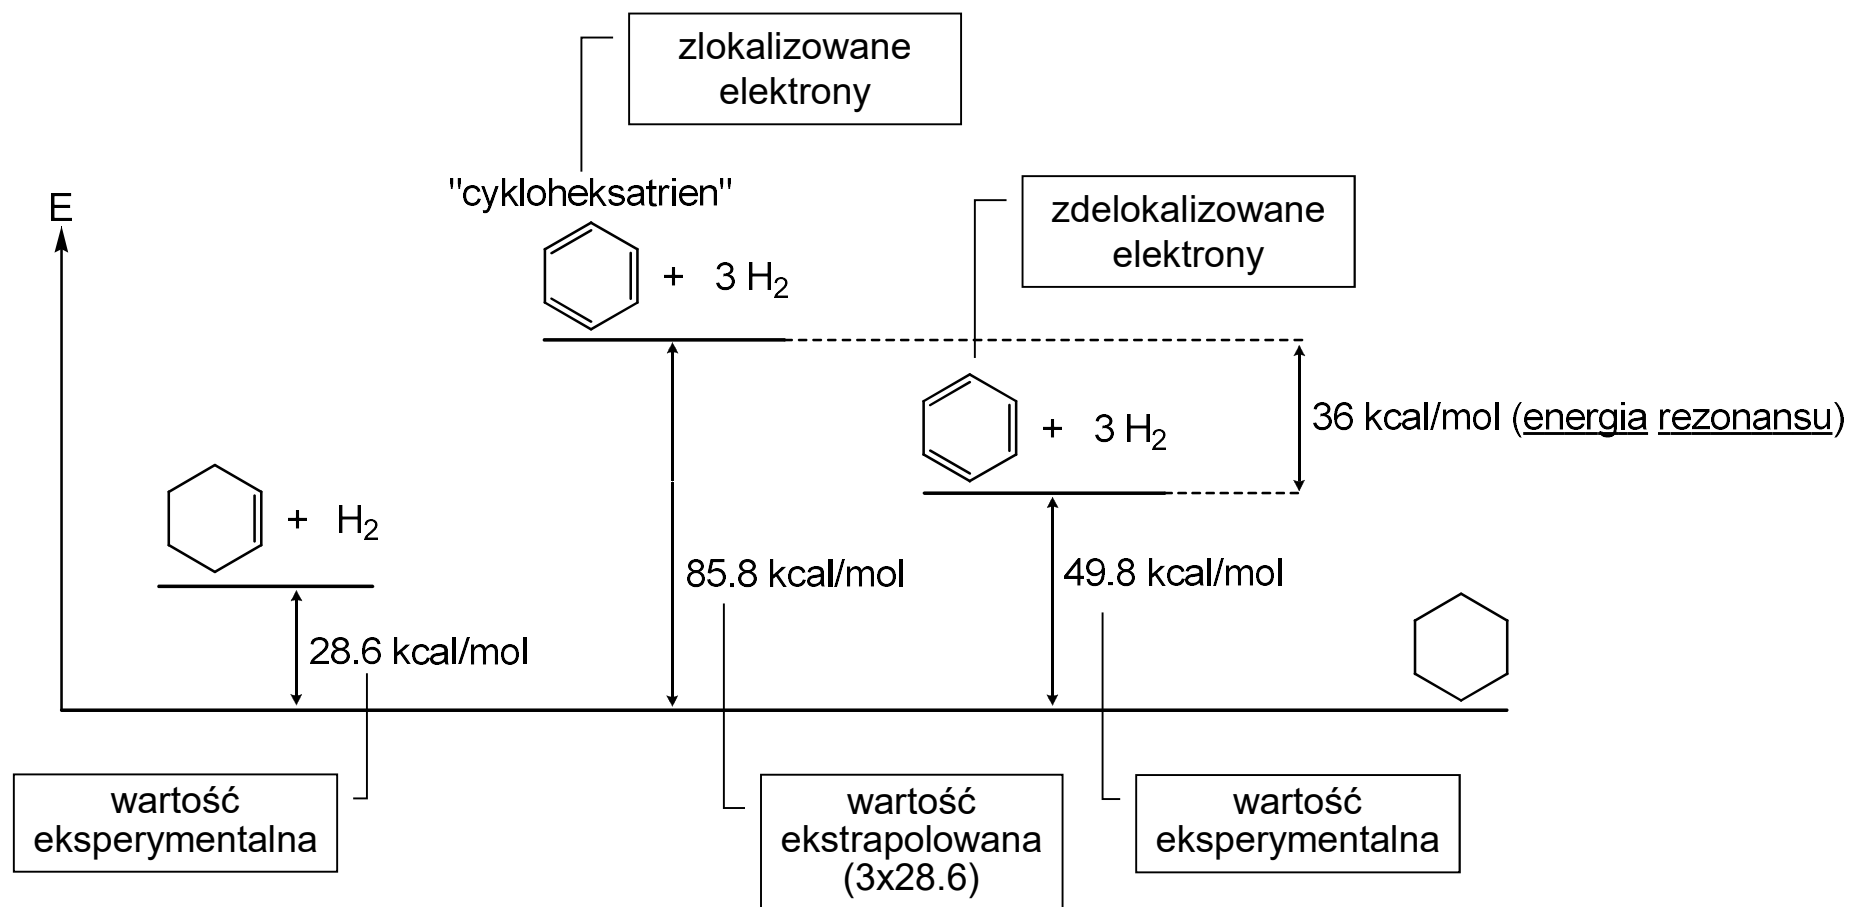 zlokalizowane
elektrony
"cykloheksatrien"
zdelokalizowane
elektrony
E
+ 3 H₂
+ 3 H₂
36 kcal/mol (energia rezonansu)
+ H₂
85.8 kcal/mol
49.8 kcal/mol
28.6 kcal/mol
wartość
eksperymentalna
wartość
ekstrapolowana
(3x28.6)
wartość
eksperymentalna